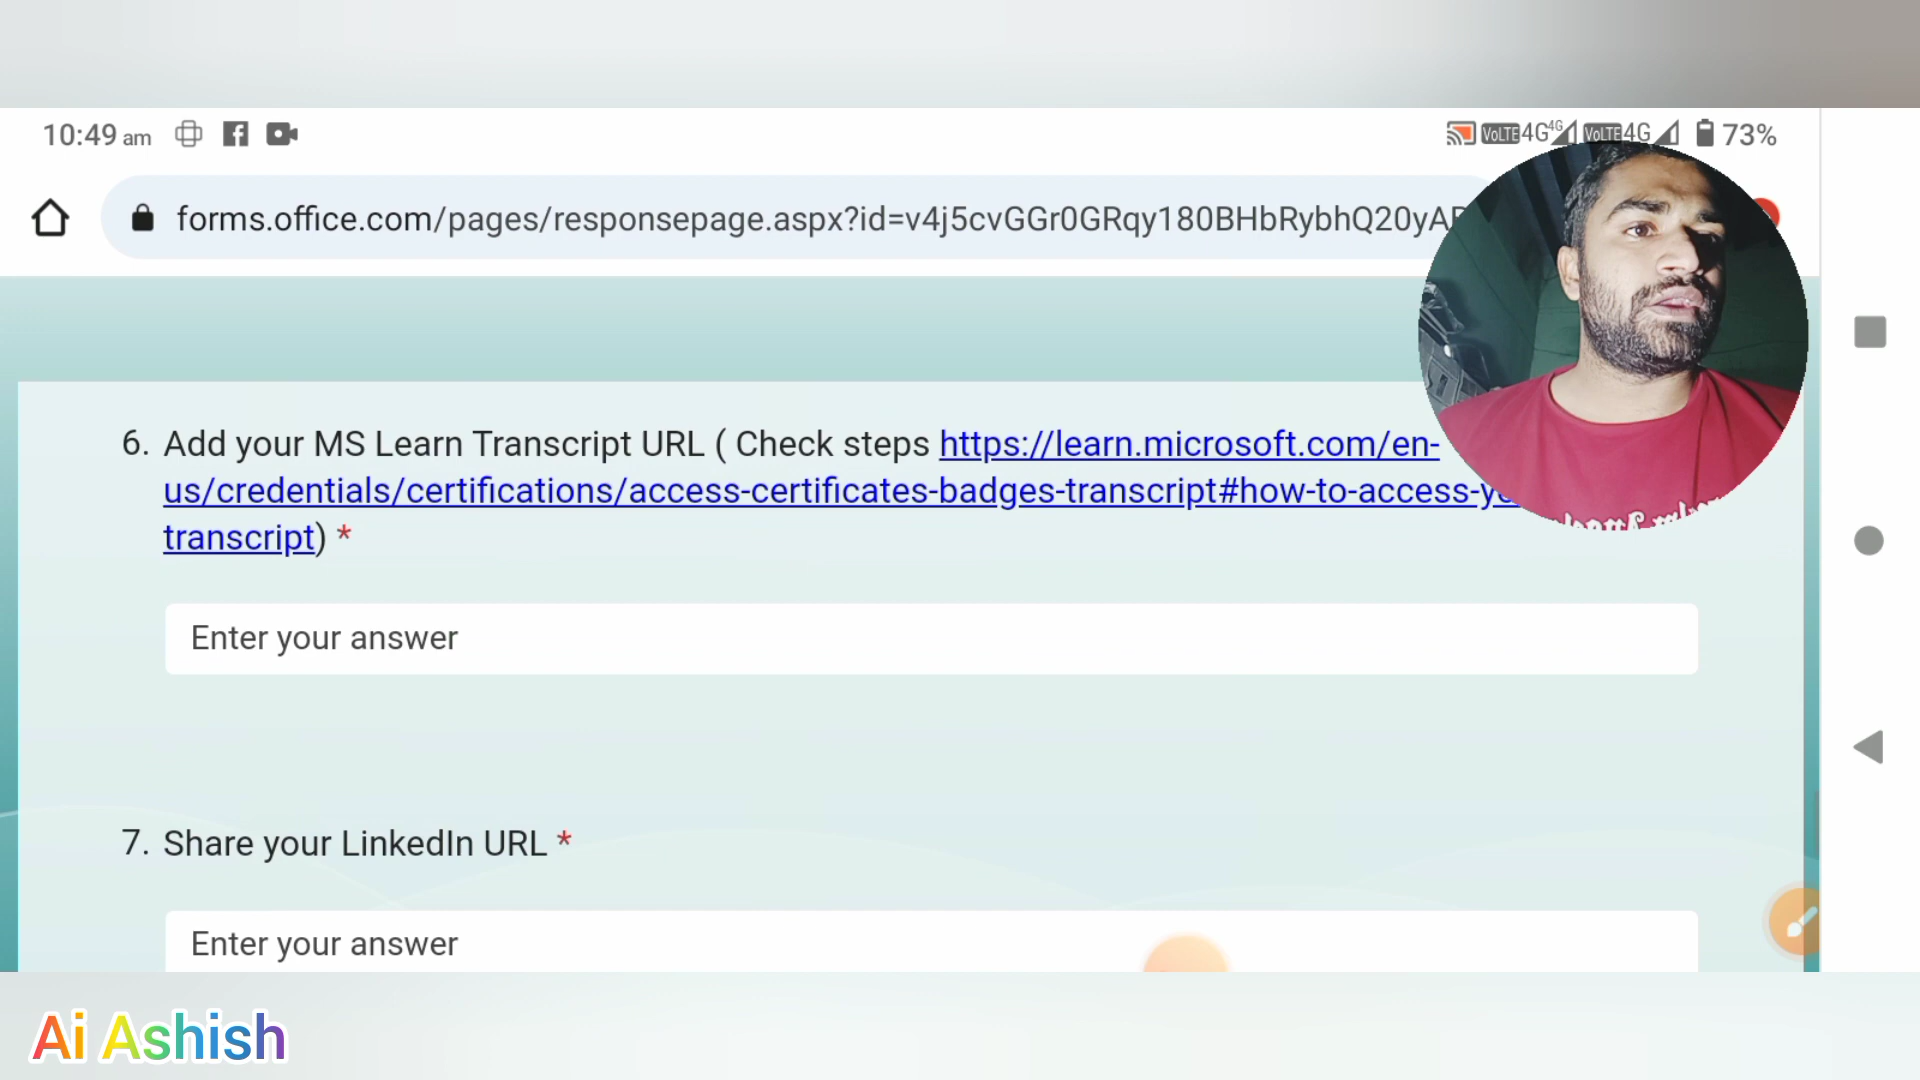 10:49 am
VoLTE 4G 4G VoLTE 4G 73%
forms.office.com/pages/responsepage.aspx?id=v4j5cvGGr0GRqy180BHbRybhQ20yA
6. Add your MS Learn Transcript URL ( Check steps https://learn.microsoft.com/en-
us/credentials/certifications/access-certificates-badges-transcript#how-to-access-
transcript) *
Enter your answer
7. Share your LinkedIn URL *
Enter your answer
Ai Ashish